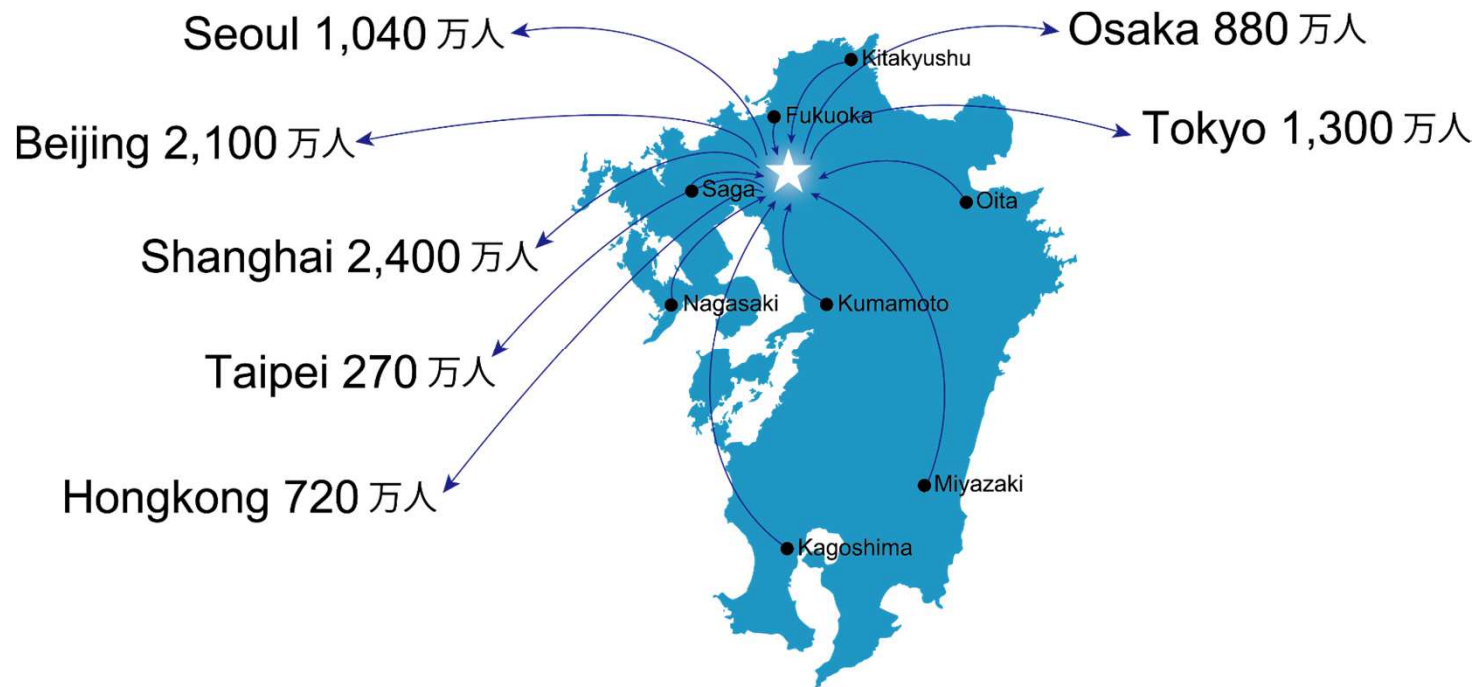 Seoul 1,040 万人
Osaka 880 万人
Kitakyushu
Fukuoka
Beijing 2,100 万人
Tokyo 1,300 万人
Saga
Oita
Shanghai 2,400 万人
Nagasaki
Kumamoto
Taipei 270 万人
Hongkong 720 万人
Miyazaki
Kagoshima